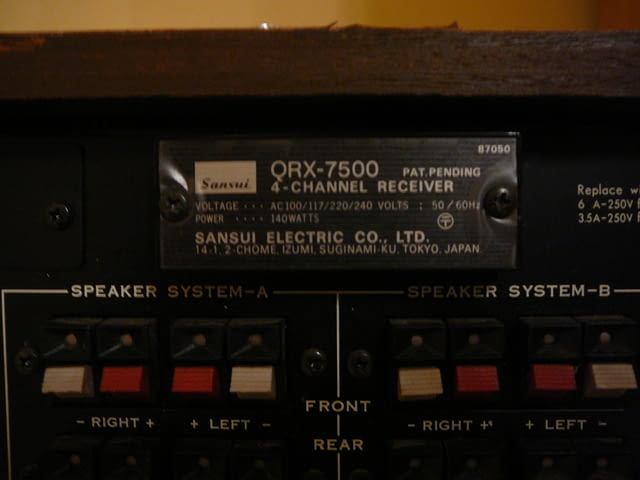 87050
Sansui
QRX-7500 PAT. PENDING
4-CHANNEL RECEIVER
VOLTAGE ···· AC 100/117/220/240 VOLTS : 50/60Hz
POWER ···· 140WATTS
SANSUI ELECTRIC CO., LTD.
14-1, 2-CHOME, IZUMI, SUGINAMI-KU, TOKYO, JAPAN
Replace w
6 A-250V f
3.5A-250V f
SPEAKER SYSTEM-A
SPEAKER SYSTEM-B
- RIGHT + + LEFT -
FRONT
- RIGHT + + LEFT -
REAR